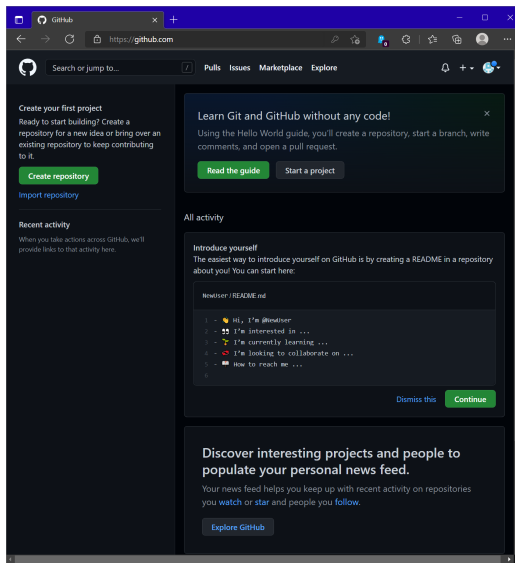 GitHub
https://github.com
Search or jump to...
/
Pulls
Issues
Marketplace
Explore
Create your first project
Ready to start building? Create a
repository for a new idea or bring over an
existing repository to keep contributing
to it.
Create repository
Import repository
Recent activity
When you take actions across GitHub, we'll
provide links to that activity here.
Learn Git and GitHub without any code!
Using the Hello World guide, you'll create a repository, start a branch, write
comments, and open a pull request.
Read the guide
Start a project
All activity
Introduce yourself
The easiest way to introduce yourself on GitHub is by creating a README in a repository
about you! You can start here:
NewUser/README.md
1 - 👋 Hi, I'm @NewUser
2 - 👀 I'm interested in ...
3 - 🌱 I'm currently learning ...
4 - 💞️ I'm looking to collaborate on ...
5 - 📫 How to reach me ...
6
Dismiss this
Continue
Discover interesting projects and people to
populate your personal news feed.
Your news feed helps you keep up with recent activity on repositories
you watch or star and people you follow.
Explore GitHub